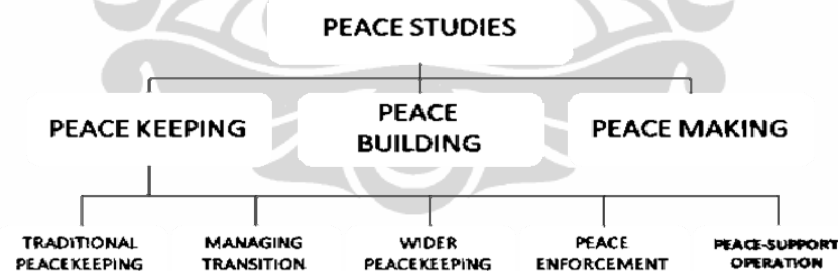 PEACE STUDIES
PEACE KEEPING
PEACE
BUILDING
PEACE MAKING
TRADITIONAL
PEACEKEEPING
MANAGING
TRANSITION
WIDER
PEACEKEEPING
PEACE
ENFORCEMENT
PEACE-SUPPORT
OPERATION